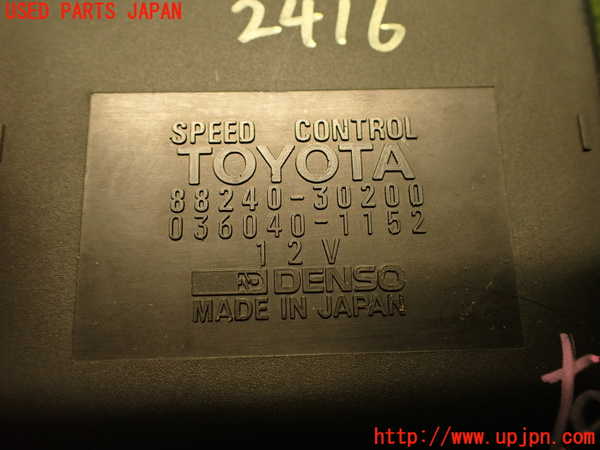 USED PARTS JAPAN
2416
SPEED CONTROL
TOYOTA
88240-30200
036040-1152
12V
DENSO
MADE IN JAPAN
http://www.upjpn.com/